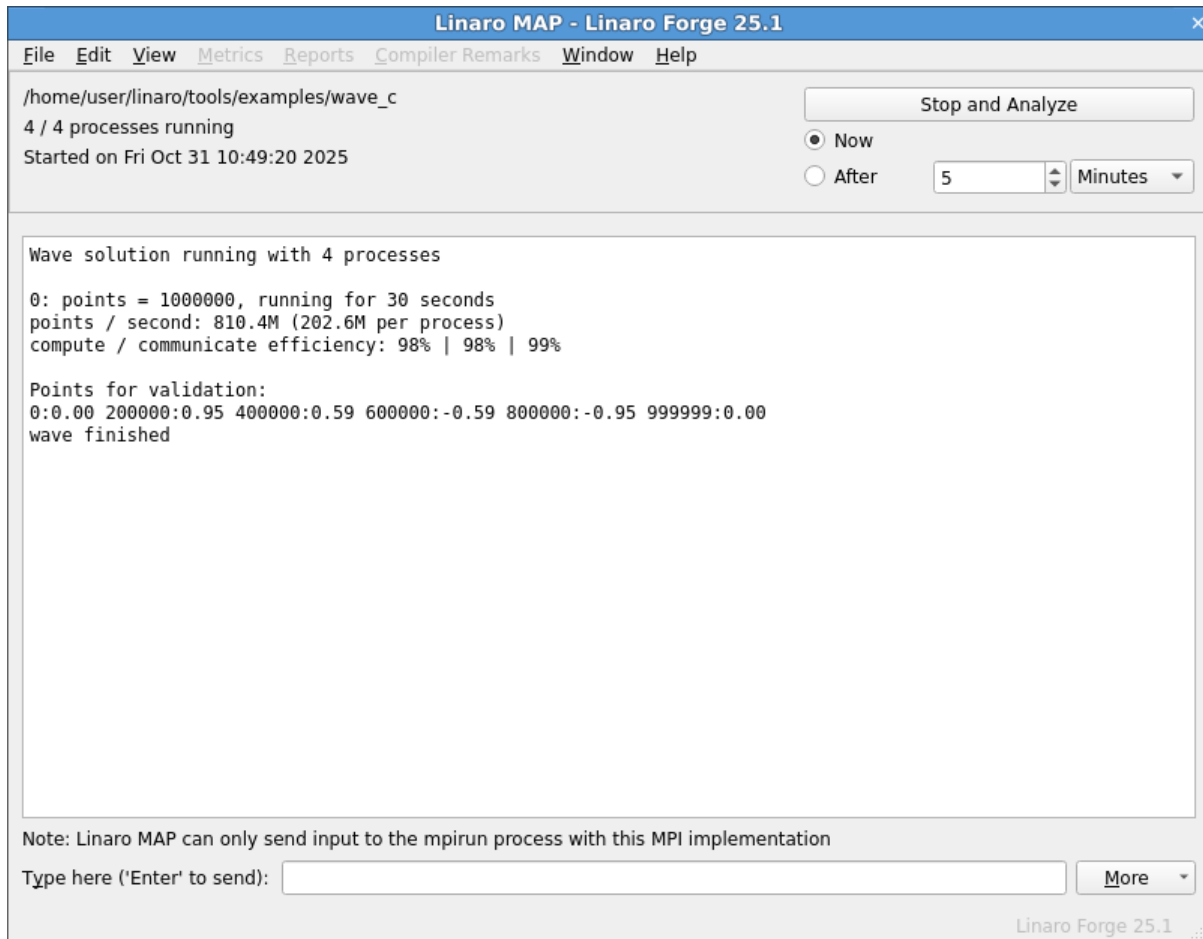 Linaro MAP - Linaro Forge 25.1
File Edit View Metrics Reports Compiler Remarks Window Help
/home/user/linaro/tools/examples/wave_c
4 / 4 processes running
Started on Fri Oct 31 10:49:20 2025
Stop and Analyze
Now
After 5 Minutes
Wave solution running with 4 processes
0: points = 1000000, running for 30 seconds
points / second: 810.4M (202.6M per process)
compute / communicate efficiency: 98% | 98% | 99%
Points for validation:
0:0.00 200000:0.95 400000:0.59 600000:-0.59 800000:-0.95 999999:0.00
wave finished
Note: Linaro MAP can only send input to the mpirun process with this MPI implementation
Type here ('Enter' to send): More
Linaro Forge 25.1